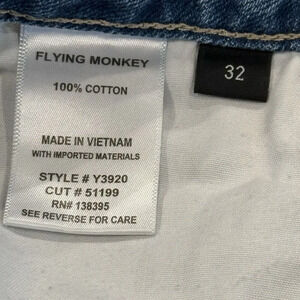 FLYING MONKEY
100% COTTON
MADE IN VIETNAM
WITH IMPORTED MATERIALS
STYLE # Y3920
CUT # 51199
RN# 138395
SEE REVERSE FOR CARE
32